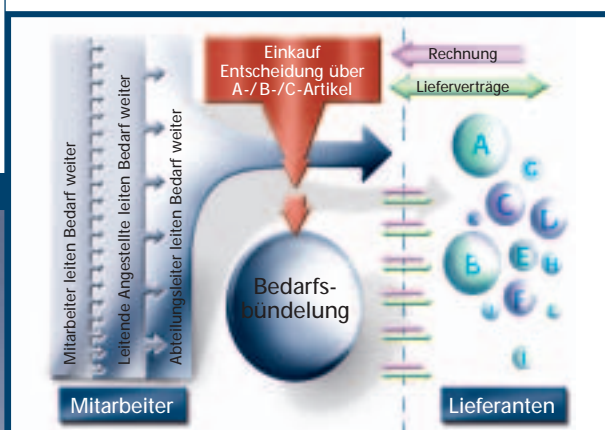 Mitarbeiter leiten Bedarf weiter
Leitende Angestellte leiten Bedarf weiter
Abteilungsleiter leiten Bedarf weiter
Einkauf
Entscheidung über
A-/B-/C-Artikel
Rechnung
Lieferverträge
A
C
C
D
B
E
H
F
Bedarfs-
bündelung
Mitarbeiter
Lieferanten